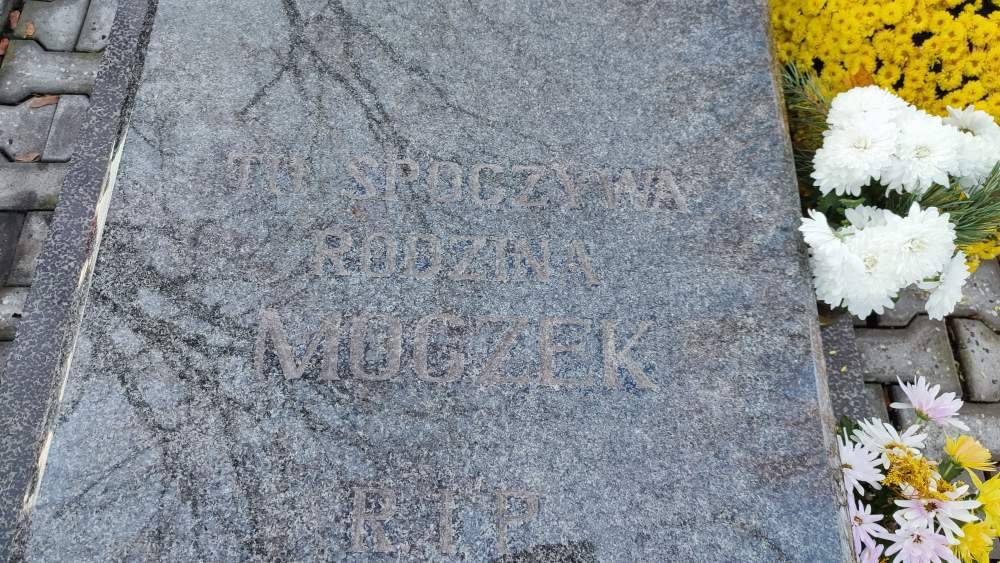 TU SPOCZYWA
RODZINA
MOCZEK
R I P